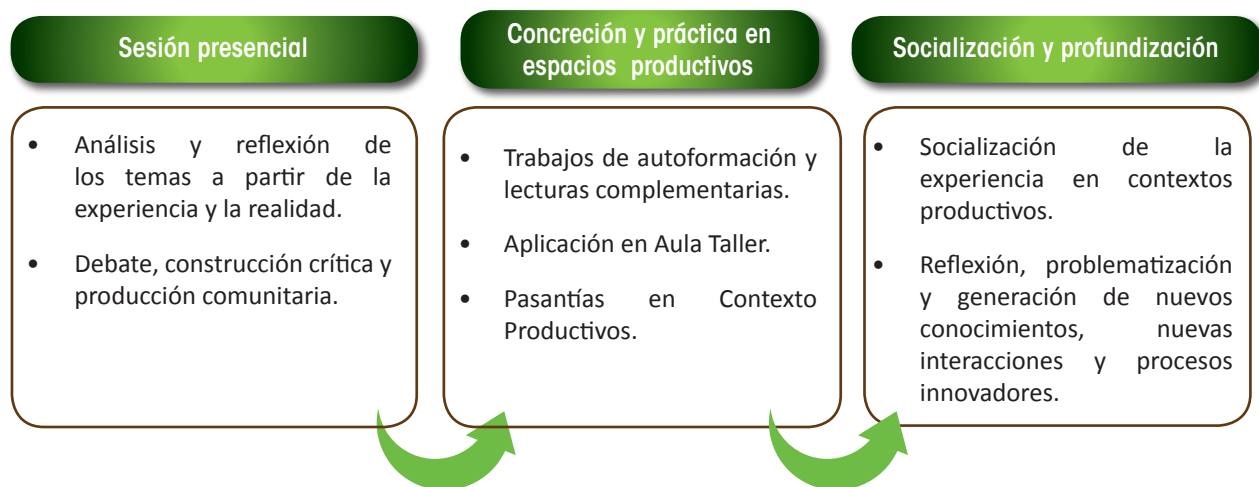 Sesión presencial
• Análisis y reflexión de
los temas a partir de la
experiencia y la realidad.
• Debate, construcción crítica y
producción comunitaria.
Concreción y práctica en
espacios productivos
• Trabajos de autoformación y
lecturas complementarias.
• Aplicación en Aula Taller.
• Pasantías en Contexto
Productivos.
Socialización y profundización
• Socialización de la
experiencia en contextos
productivos.
• Reflexión, problematización
y generación de nuevos
conocimientos, nuevas
interacciones y procesos
innovadores.